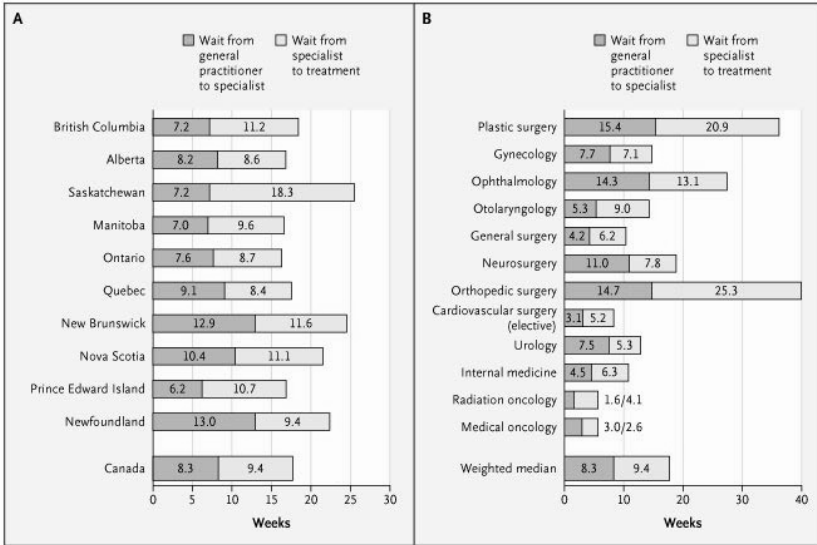 A
Wait from
general
practitioner
to specialist
Wait from
specialist
to treatment
British Columbia 7.2 11.2
Alberta 8.2 8.6
Saskatchewan 7.2 18.3
Manitoba 7.0 9.6
Ontario 7.6 8.7
Quebec 9.1 8.4
New Brunswick 12.9 11.6
Nova Scotia 10.4 11.1
Prince Edward Island 6.2 10.7
Newfoundland 13.0 9.4
Canada 8.3 9.4
0 5 10 15 20 25 30
Weeks
B
Wait from
general
practitioner
to specialist
Wait from
specialist
to treatment
Plastic surgery 15.4 20.9
Gynecology 7.7 7.1
Ophthalmology 14.3 13.1
Otolaryngology 5.3 9.0
General surgery 4.2 6.2
Neurosurgery 11.0 7.8
Orthopedic surgery 14.7 25.3
Cardiovascular surgery
(elective) 3.1 5.2
Urology 7.5 5.3
Internal medicine 4.5 6.3
Radiation oncology 1.6/4.1
Medical oncology 3.0/2.6
Weighted median 8.3 9.4
0 10 20 30 40
Weeks